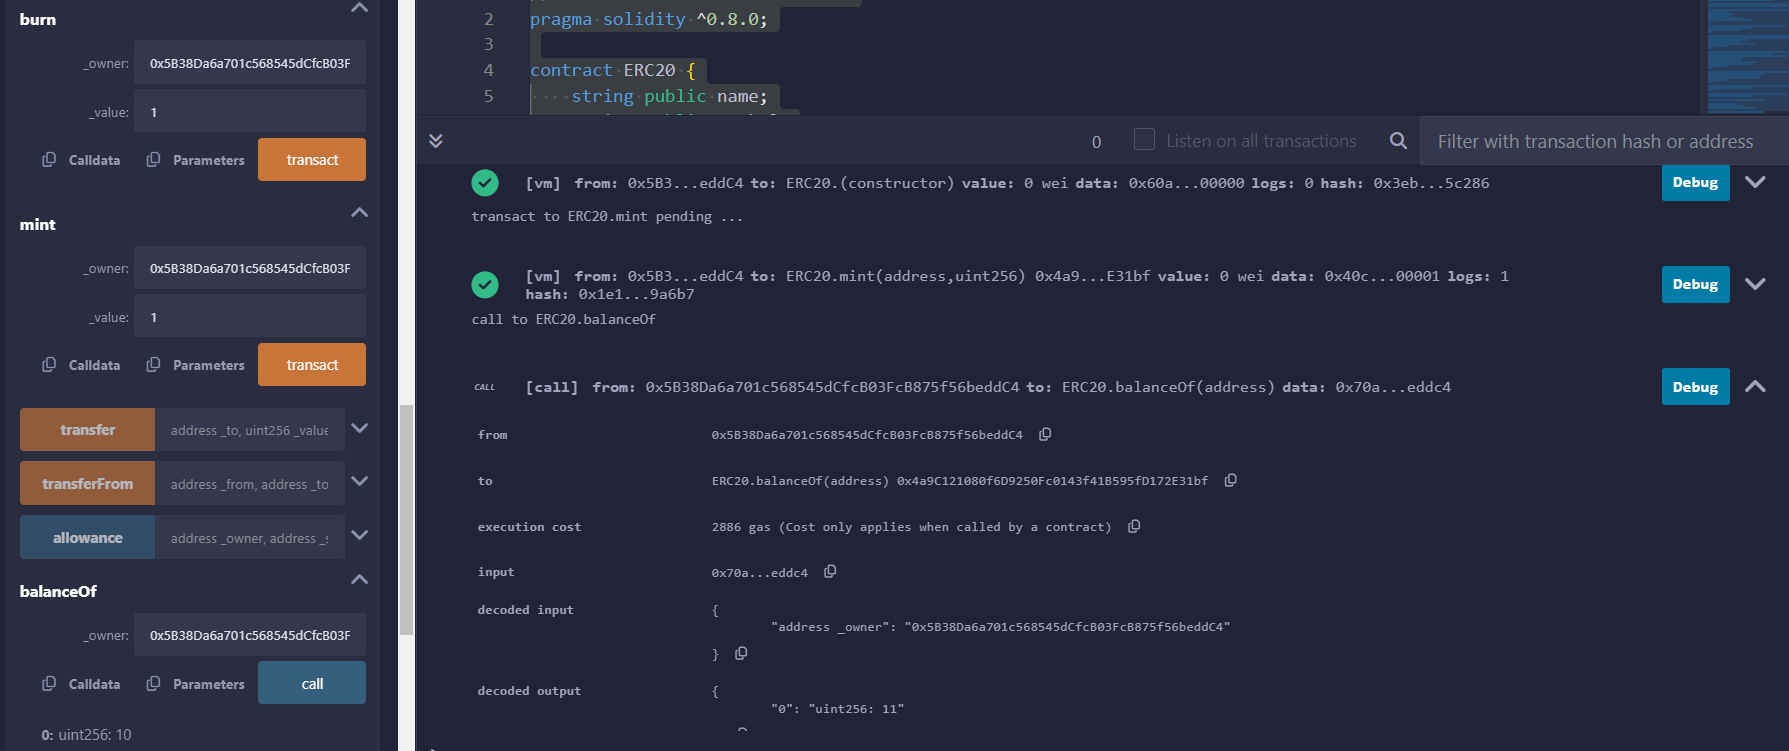 burn
_owner: 0x5B38Da6a701c568545dCfcB03F
_value: 1
Calldata Parameters transact
mint
_owner: 0x5B38Da6a701c568545dCfcB03F
_value: 1
Calldata Parameters transact
transfer address _to, uint256 _value
transferFrom address _from, address _to
allowance address _owner, address _s
balanceOf
_owner: 0x5B38Da6a701c568545dCfcB03F
Calldata Parameters call
0: uint256: 10
2 pragma solidity ^0.8.0;
3
4 contract ERC20 {
5 string public name;
0 Listen on all transactions Filter with transaction hash or address
[vm] from: 0x5B3...eddC4 to: ERC20.(constructor) value: 0 wei data: 0x60a...00000 logs: 0 hash: 0x3eb...5c286 Debug
transact to ERC20.mint pending ...
[vm] from: 0x5B3...eddC4 to: ERC20.mint(address,uint256) 0x4a9...E31bf value: 0 wei data: 0x40c...00001 logs: 1 Debug
hash: 0x1e1...9a6b7
call to ERC20.balanceOf
CALL [call] from: 0x5B38Da6a701c568545dCfcB03FcB875f56beddC4 to: ERC20.balanceOf(address) data: 0x70a...eddc4 Debug
from 0x5B38Da6a701c568545dCfcB03FcB875f56beddC4
to ERC20.balanceOf(address) 0x4a9C121080f6D9250Fc0143f41B595fD172E31bf
execution cost 2886 gas (Cost only applies when called by a contract)
input 0x70a...eddc4
decoded input {
"address _owner": "0x5B38Da6a701c568545dCfcB03FcB875f56beddC4"
}
decoded output {
"0": "uint256: 11"